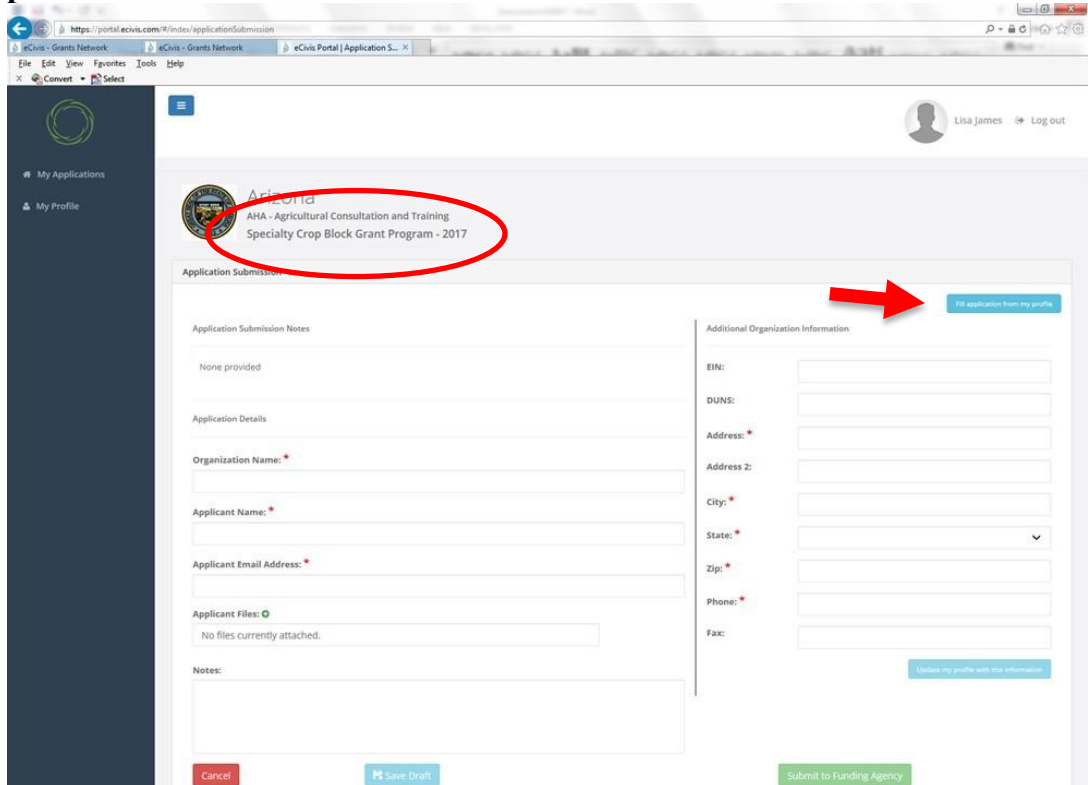 https://portal.ecivis.com/#/index/applicationSubmission
eCivis - Grants Network
eCivis - Grants Network
eCivis Portal | Application S...
File Edit View Favorites Tools Help
Convert Select
Lisa James Log out
My Applications
My Profile
Arizona
AHA - Agricultural Consultation and Training
Specialty Crop Block Grant Program - 2017
Application Submission
Fill application from my profile
Application Submission Notes
None provided
Application Details
Organization Name: *
Applicant Name: *
Applicant Email Address: *
Applicant Files:
No files currently attached.
Notes:
Additional Organization Information
EIN:
DUNS:
Address: *
Address 2:
City: *
State: *
Zip: *
Phone: *
Fax:
Update my profile with this information
Cancel
Save Draft
Submit to Funding Agency